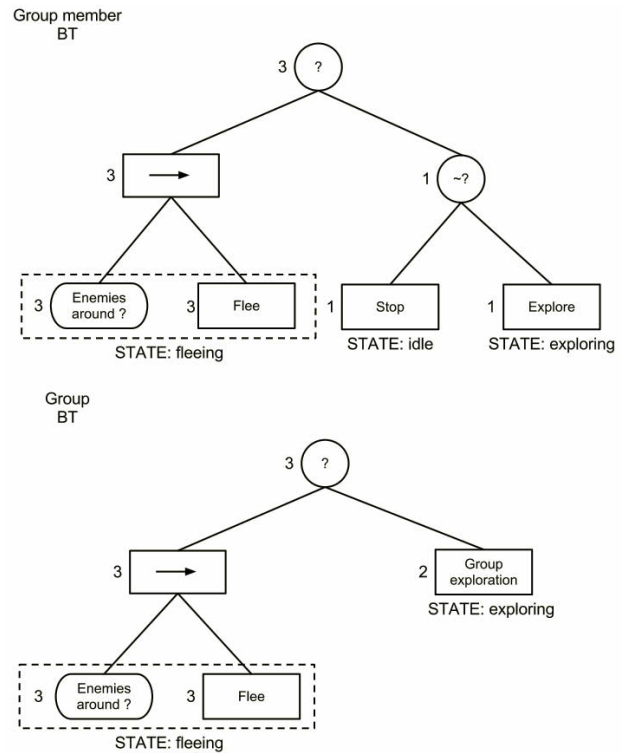 Group member
BT
3 ?
3
1 ~?
3 Enemies
around ?
3 Flee
1 Stop
1 Explore
STATE: fleeing
STATE: idle
STATE: exploring
Group
BT
3 ?
3
2 Group
exploration
STATE: exploring
3 Enemies
around ?
3 Flee
STATE: fleeing